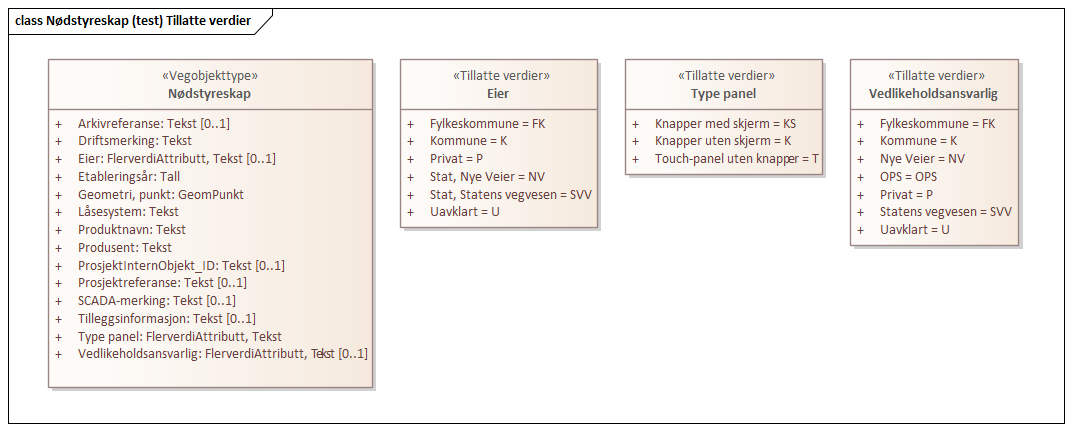 class Nødstyreskap (test) Tillatte verdier
«Vegobjekttype»
Nødstyreskap
+ Arkivreferanse: Tekst [0..1]
+ Driftsmerking: Tekst
+ Eier: FlerverdiAttributt, Tekst [0..1]
+ Etableringsår: Tall
+ Geometri, punkt: GeomPunkt
+ Låsesystem: Tekst
+ Produktnavn: Tekst
+ Produsent: Tekst
+ ProsjektInternObjekt_ID: Tekst [0..1]
+ Prosjektreferanse: Tekst [0..1]
+ SCADA-merking: Tekst [0..1]
+ Tilleggsinformasjon: Tekst [0..1]
+ Type panel: FlerverdiAttributt, Tekst
+ Vedlikeholdsansvarlig: FlerverdiAttributt, Tekst [0..1]
«Tillatte verdier»
Eier
+ Fylkeskommune = FK
+ Kommune = K
+ Privat = P
+ Stat, Nye Veier = NV
+ Stat, Statens vegvesen = SVV
+ Uavklart = U
«Tillatte verdier»
Type panel
+ Knapper med skjerm = KS
+ Knapper uten skjerm = K
+ Touch-panel uten knapper = T
«Tillatte verdier»
Vedlikeholdsansvarlig
+ Fylkeskommune = FK
+ Kommune = K
+ Nye Veier = NV
+ OPS = OPS
+ Privat = P
+ Statens vegvesen = SVV
+ Uavklart = U